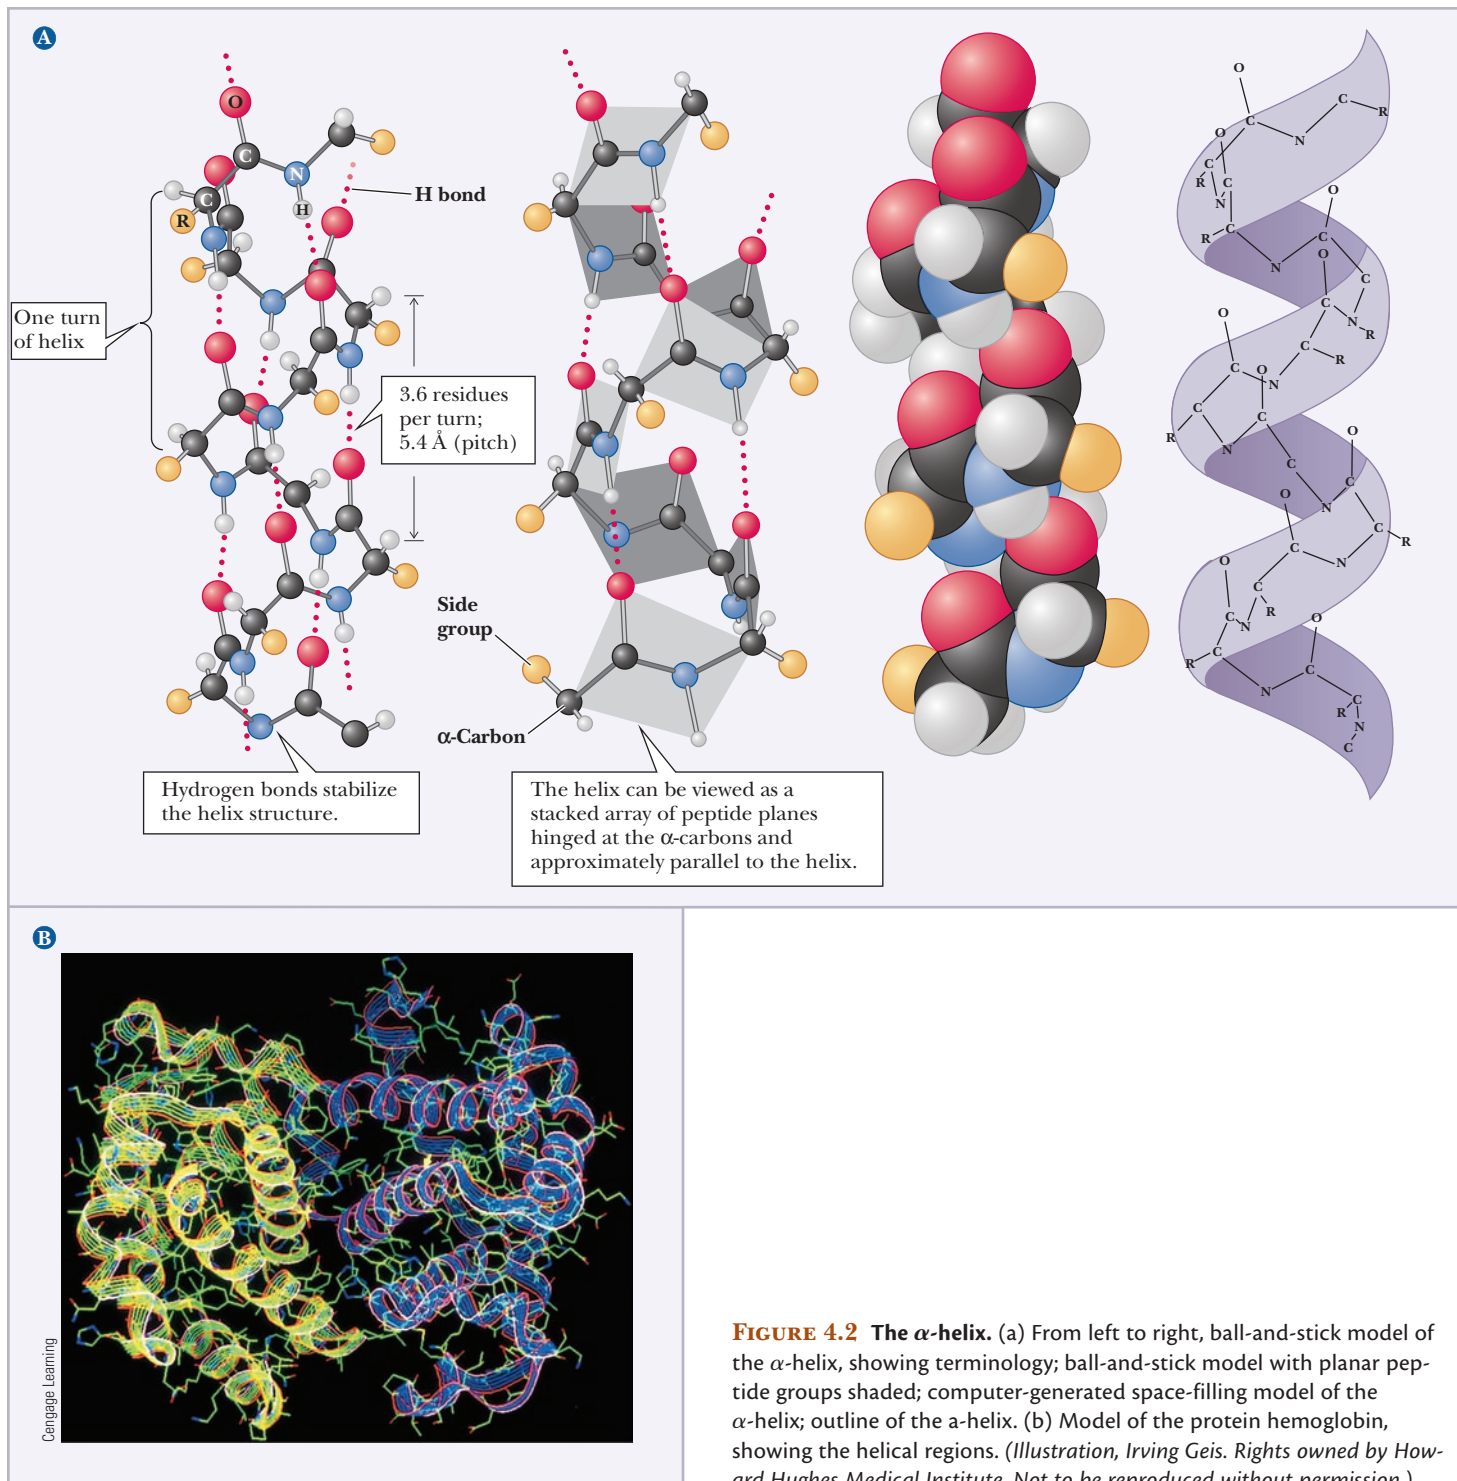 A
O
C
N
C
H
R
H bond
One turn
of helix
3.6 residues
per turn;
5.4 Å (pitch)
Side
group
α-Carbon
Hydrogen bonds stabilize
the helix structure.
The helix can be viewed as a
stacked array of peptide planes
hinged at the α-carbons and
approximately parallel to the helix.
O
C
R
O
C
N
C
R
C
N
O
R
C
C
N
O
C
C
N
R
O
C
C
R
O
C
N
O
C
R
C
N
O
C
C
O
N
C
C
R
O
C
N
O
C
R
C
N
O
R
C
C
N
C
R
N
C
B
Cengage Learning
FIGURE 4.2 The α-helix. (a) From left to right, ball-and-stick model of
the α-helix, showing terminology; ball-and-stick model with planar pep-
tide groups shaded; computer-generated space-filling model of the
α-helix; outline of the a-helix. (b) Model of the protein hemoglobin,
showing the helical regions. (Illustration, Irving Geis. Rights owned by How-
ard Hughes Medical Institute. Not to be reproduced without permission.)